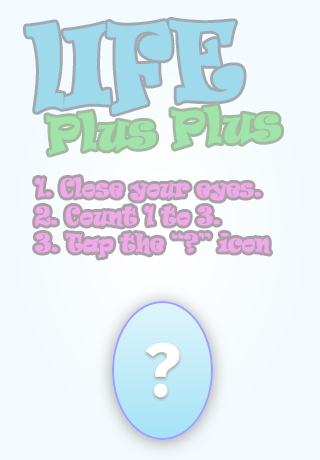 LIFE
Plus Plus
1. Close your eyes.
2. Count 1 to 3.
3. Tap the "?" icon
?